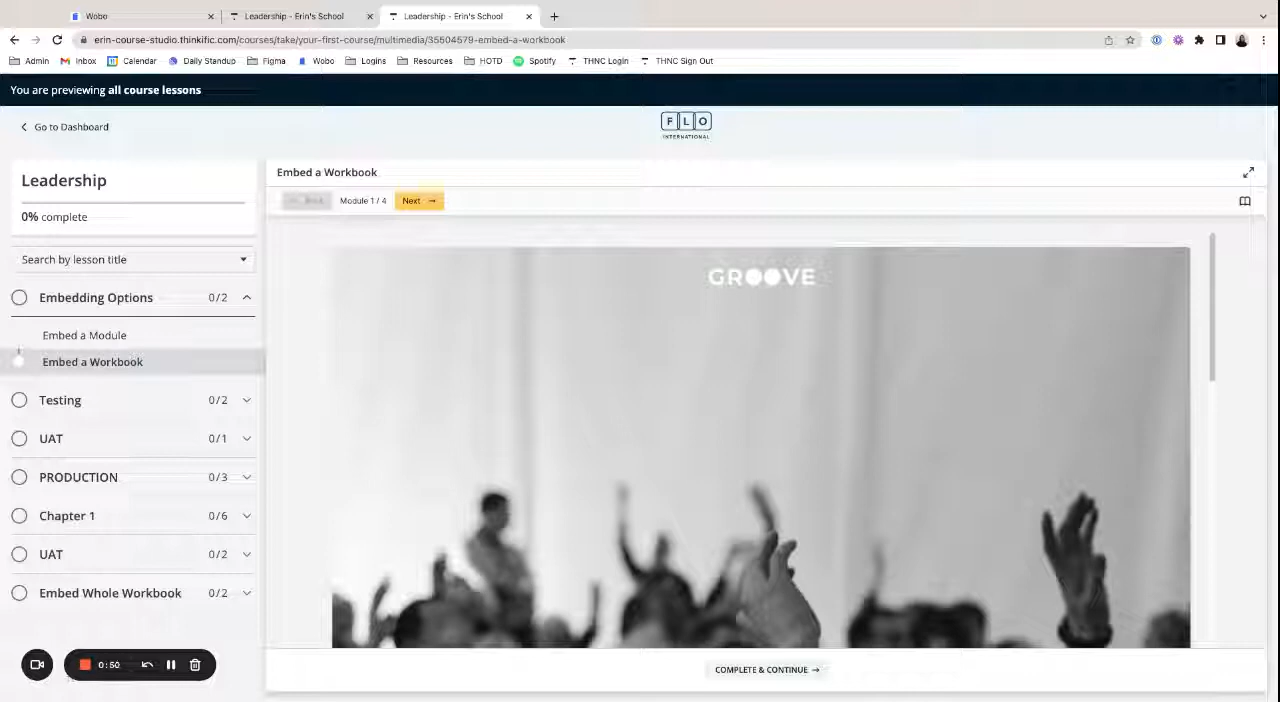 Wobo
Leadership - Erin's School
Leadership - Erin's School
erin-course-studio.thinkific.com/courses/take/your-first-course/multimedia/35504579-embed-a-workbook
Admin Inbox Calendar Daily Standup Figma Wobo Logins Resources HOTD Spotify THNC Login THNC Sign Out
You are previewing all course lessons
Go to Dashboard
FLO
INTERNATIONAL
Leadership
0% complete
Search by lesson title
Embedding Options 0/2
Embed a Module
Embed a Workbook
Testing 0/2
UAT 0/1
PRODUCTION 0/3
Chapter 1 0/6
UAT 0/2
Embed Whole Workbook 0/2
0:50
Embed a Workbook
Module 1 / 4 Next →
GROOVE
COMPLETE & CONTINUE →